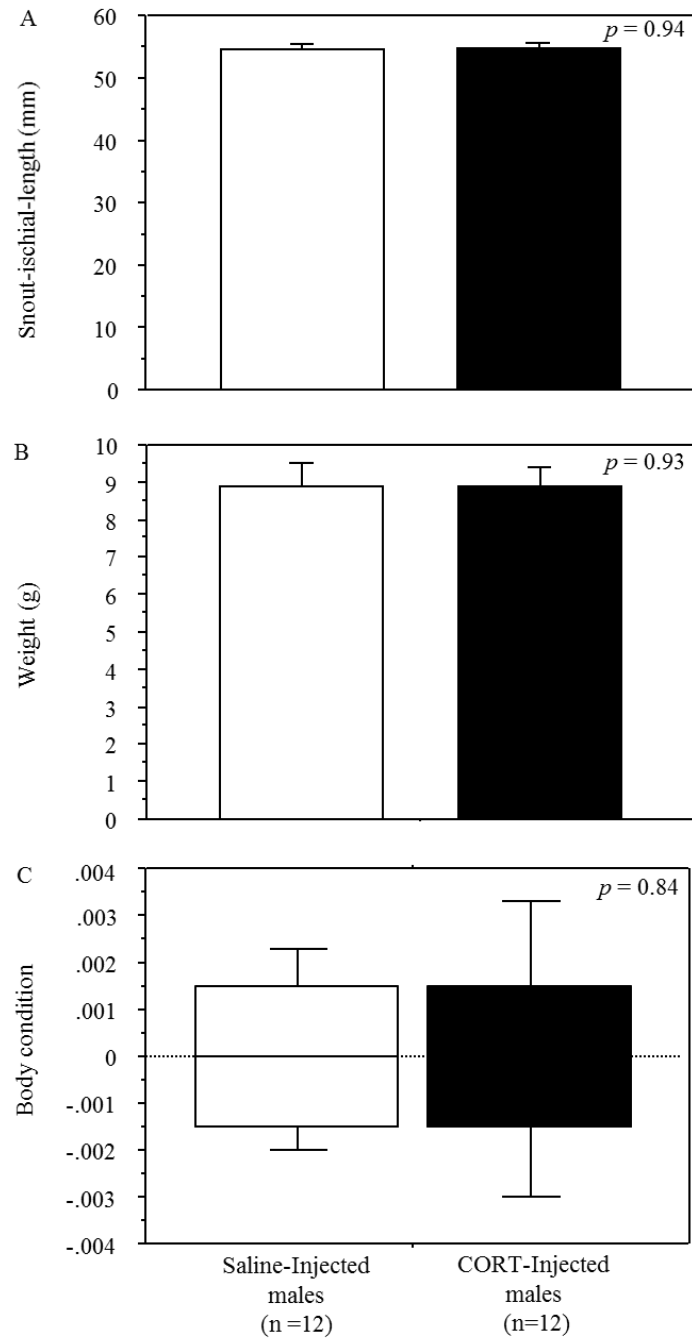 A
p = 0.94
Snout-ischial-length (mm)
60
50
40
30
20
10
0
B
p = 0.93
Weight (g)
10
9
8
7
6
5
4
3
2
1
0
C
p = 0.84
Body condition
.004
.003
.002
.001
0
-.001
-.002
-.003
-.004
Saline-Injected
males
(n =12)
CORT-Injected
males
(n=12)